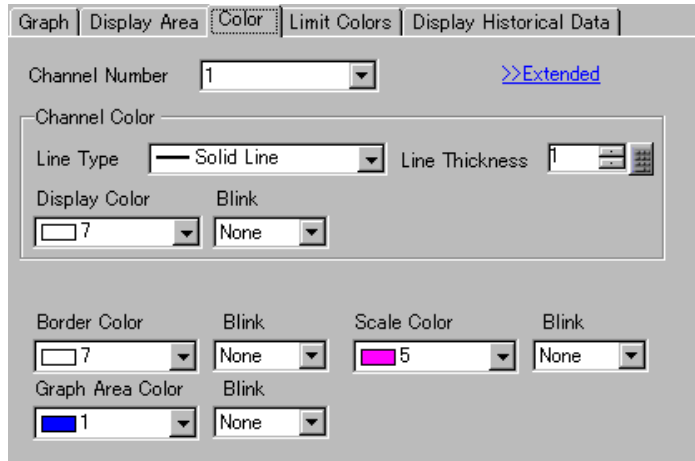 Graph Display Area Color Limit Colors Display Historical Data
Channel Number 1 >>Extended
Channel Color
Line Type Solid Line Line Thickness 1
Display Color Blink
7 None
Border Color Blink Scale Color Blink
7 None 5 None
Graph Area Color Blink
1 None